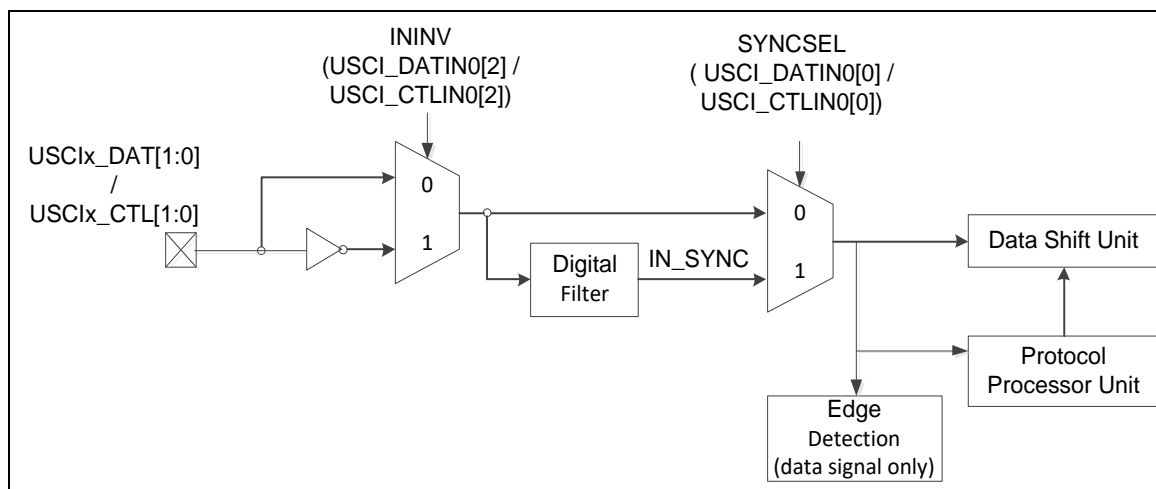 ININV
(USCI_DATIN0[2] /
USCI_CTLIN0[2])
SYNCSEL
( USCI_DATIN0[0] /
USCI_CTLIN0[0])
USCIx_DAT[1:0]
/
USCIx_CTL[1:0]
0
1
Digital
Filter
IN_SYNC
0
1
Data Shift Unit
Protocol
Processor Unit
Edge
Detection
(data signal only)